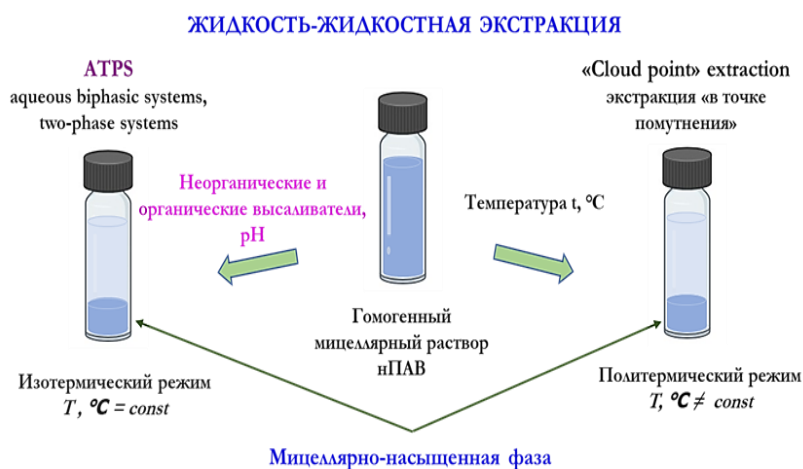 ЖИДКОСТЬ-ЖИДКОСТНАЯ ЭКСТРАКЦИЯ
ATPS
aqueous biphasic systems,
two-phase systems
«Cloud point» extraction
экстракция «в точке
помутнения»
Неорганические и
органические высаливатели,
pH
Температура t, °C
Гомогенный
мицеллярный раствор
нПАВ
Изотермический режим
T , °C = const
Политермический режим
T, °C ≠ const
Мицеллярно-насыщенная фаза